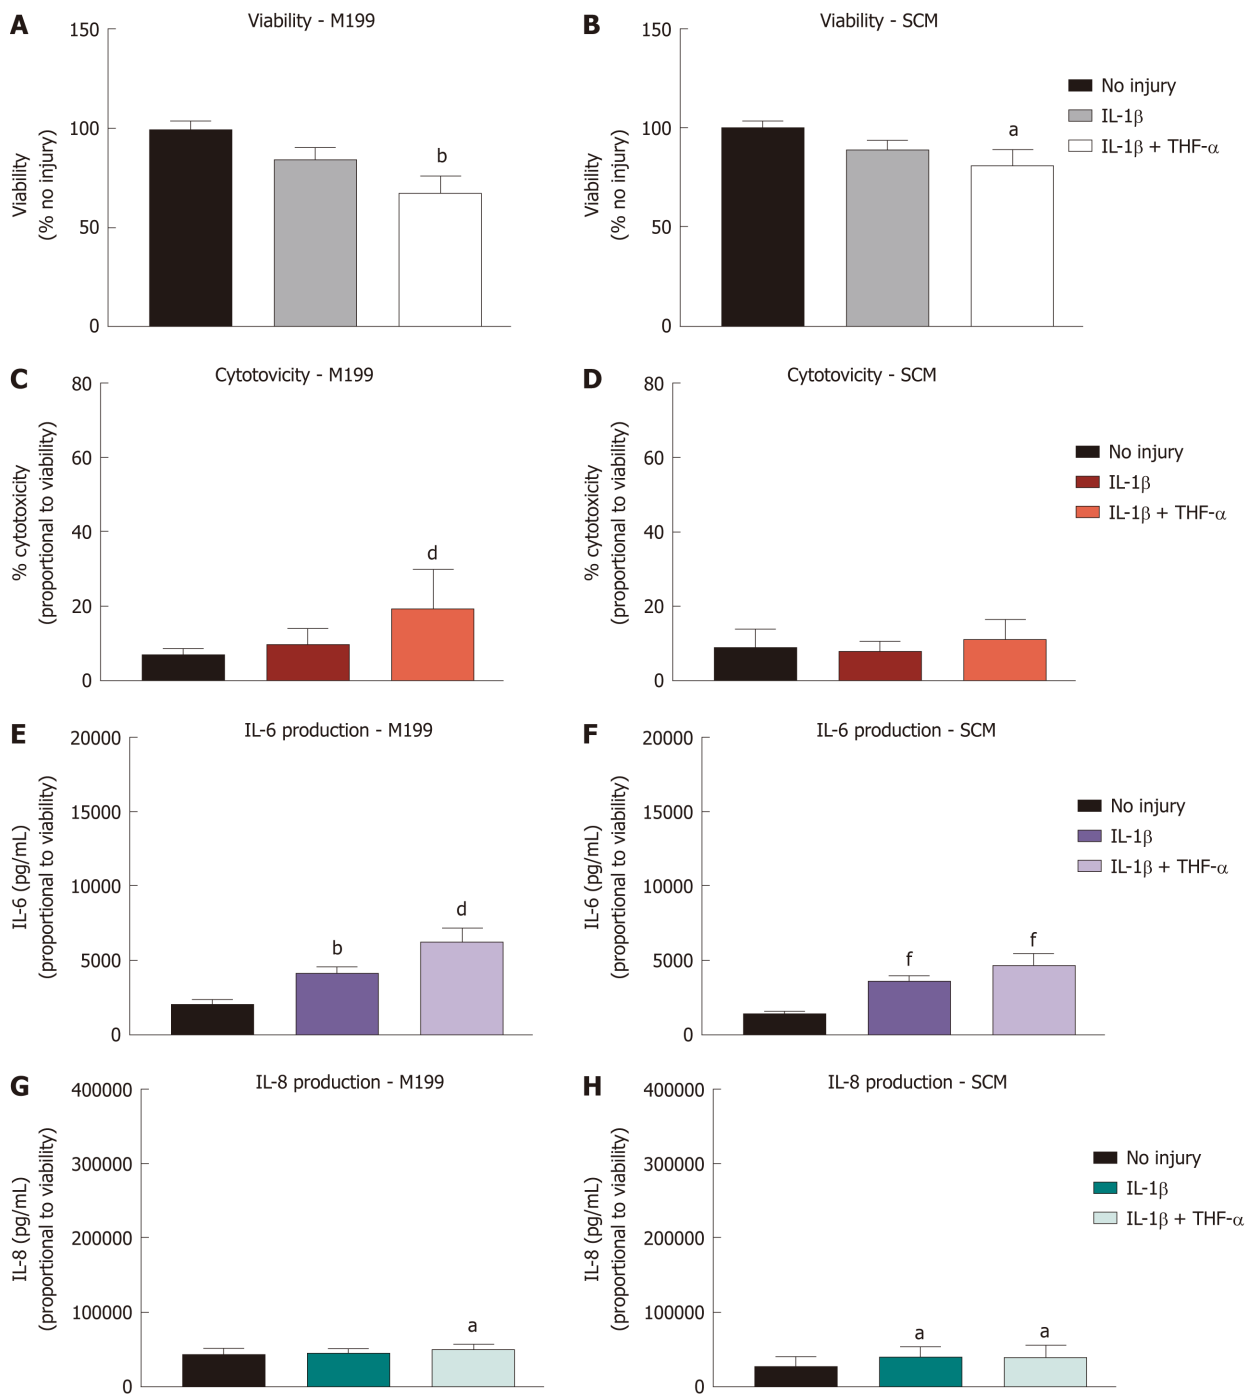 A
Viability - M199
150
100
50
0
Viability
(% no injury)
b
B
Viability - SCM
150
100
50
0
Viability
(% no injury)
a
No injury
IL-1β
IL-1β + THF-α
C
Cytotovicity - M199
80
60
40
20
0
% cytotoxicity
(proportional to viability)
d
D
Cytotovicity - SCM
80
60
40
20
0
% cytotoxicity
(proportional to viability)
No injury
IL-1β
IL-1β + THF-α
E
IL-6 production - M199
20000
15000
10000
5000
0
IL-6 (pg/mL)
(proportional to viability)
b
d
F
IL-6 production - SCM
20000
15000
10000
5000
0
IL-6 (pg/mL)
(proportional to viability)
f
f
No injury
IL-1β
IL-1β + THF-α
G
IL-8 production - M199
400000
300000
200000
100000
0
IL-8 (pg/mL)
(proportional to viability)
a
H
IL-8 production - SCM
400000
300000
200000
100000
0
IL-8 (pg/mL)
(proportional to viability)
a
a
No injury
IL-1β
IL-1β + THF-α